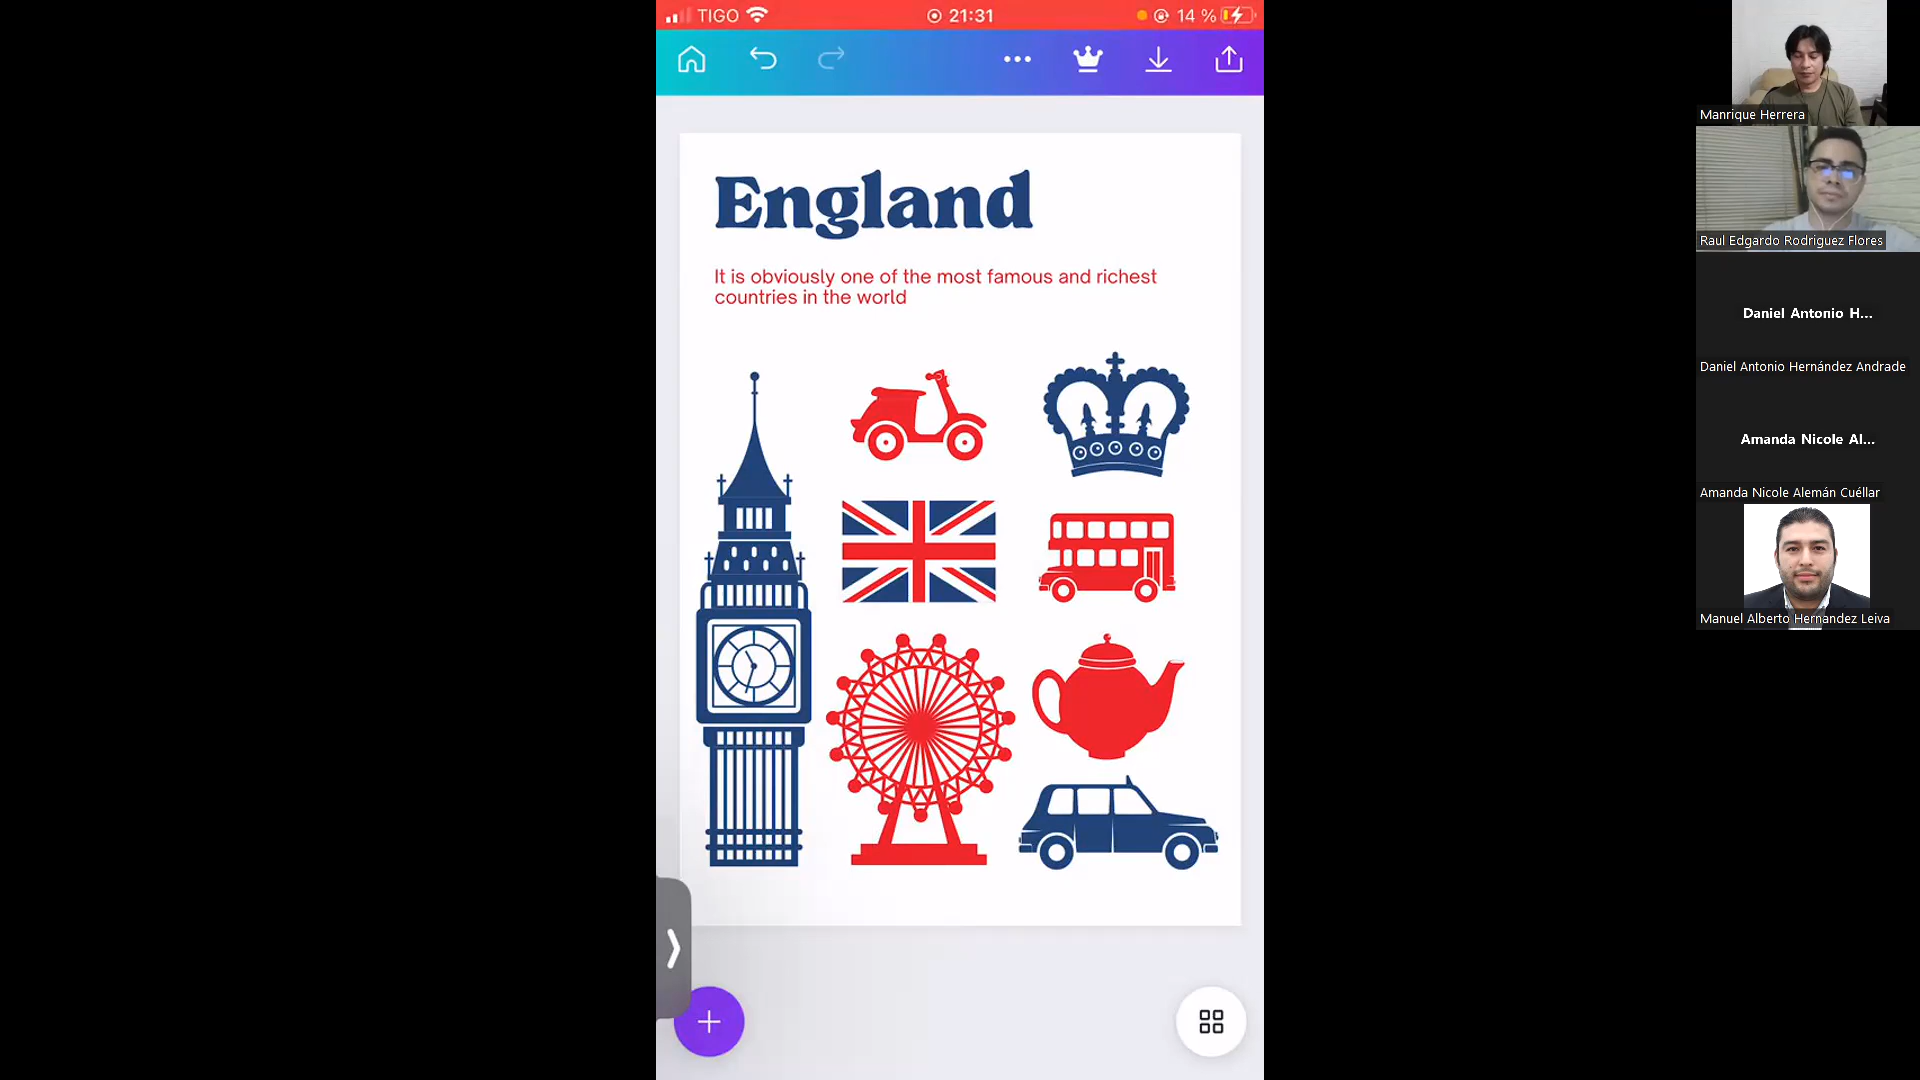 TIGO
21:31
14 %
England
It is obviously one of the most famous and richest
countries in the world
Manrique Herrera
Raul Edgardo Rodriguez Flores
Daniel Antonio H...
Daniel Antonio Hernández Andrade
Amanda Nicole Al...
Amanda Nicole Alemán Cuéllar
Manuel Alberto Hernandez Leiva